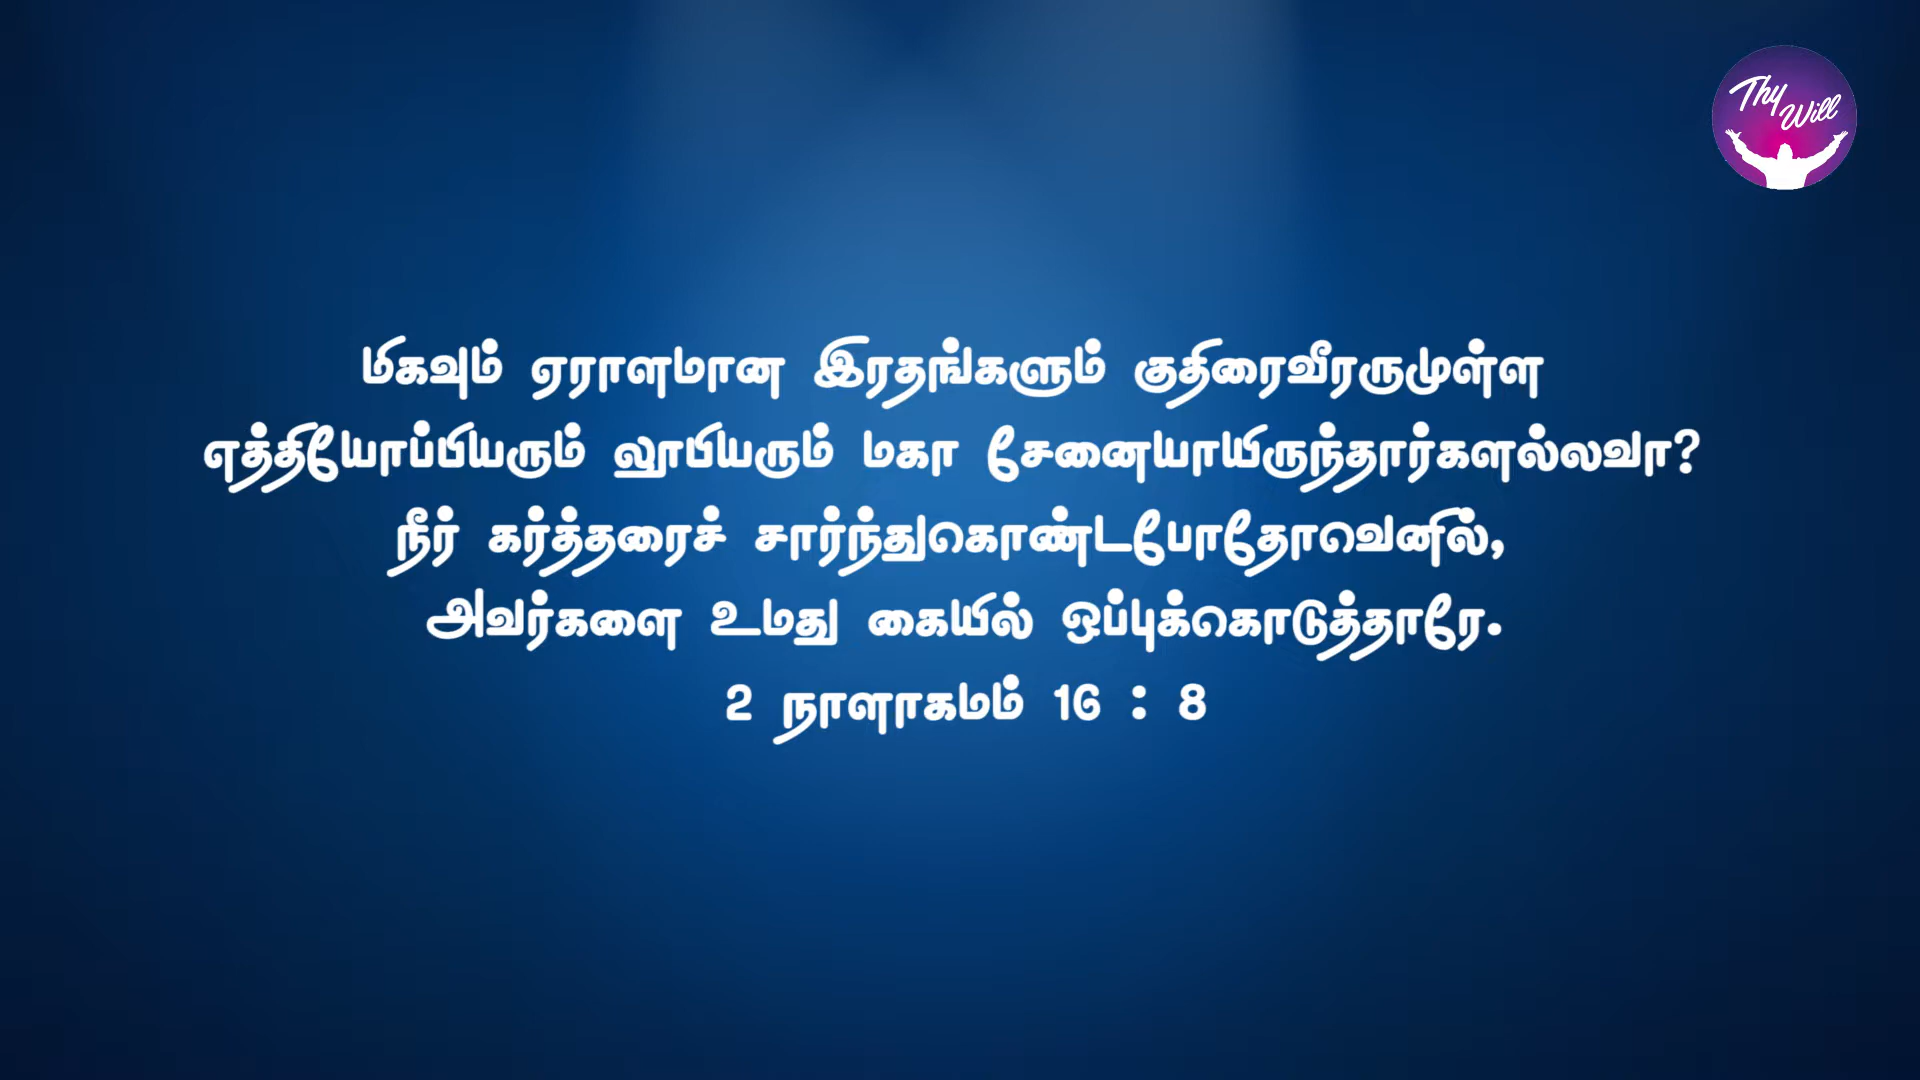 Thy Will
மிகவும் ஏராளமான இரதங்களும் குதிரைவீரருமுள்ள
எத்தியோப்பியரும் லூபியரும் மகா சேனையாயிருந்தார்களல்லவா?
நீர் கர்த்தரைச் சார்ந்துகொண்டபோதோவெனில்,
அவர்களை உமது கையில் ஒப்புக்கொடுத்தாரே.
2 நாளாகமம் 16 : 8